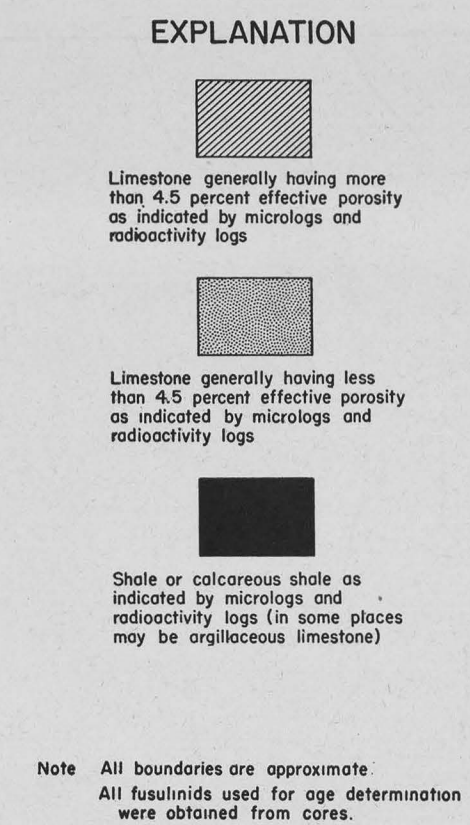 EXPLANATION
Limestone generally having more
than 4.5 percent effective porosity
as indicated by micrologs and
radioactivity logs
Limestone generally having less
than 4.5 percent effective porosity
as indicated by micrologs and
radioactivity logs
Shale or calcareous shale as
indicated by micrologs and
radioactivity logs (in some places
may be argillaceous limestone)
Note All boundaries are approximate.
All fusulinids used for age determination
were obtained from cores.